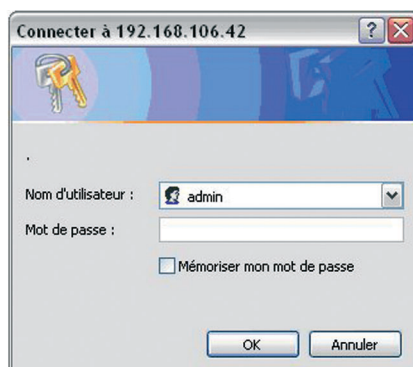 Connecter à 192.168.106.42
.
Nom d'utilisateur :
admin
Mot de passe :
Mémoriser mon mot de passe
OK
Annuler